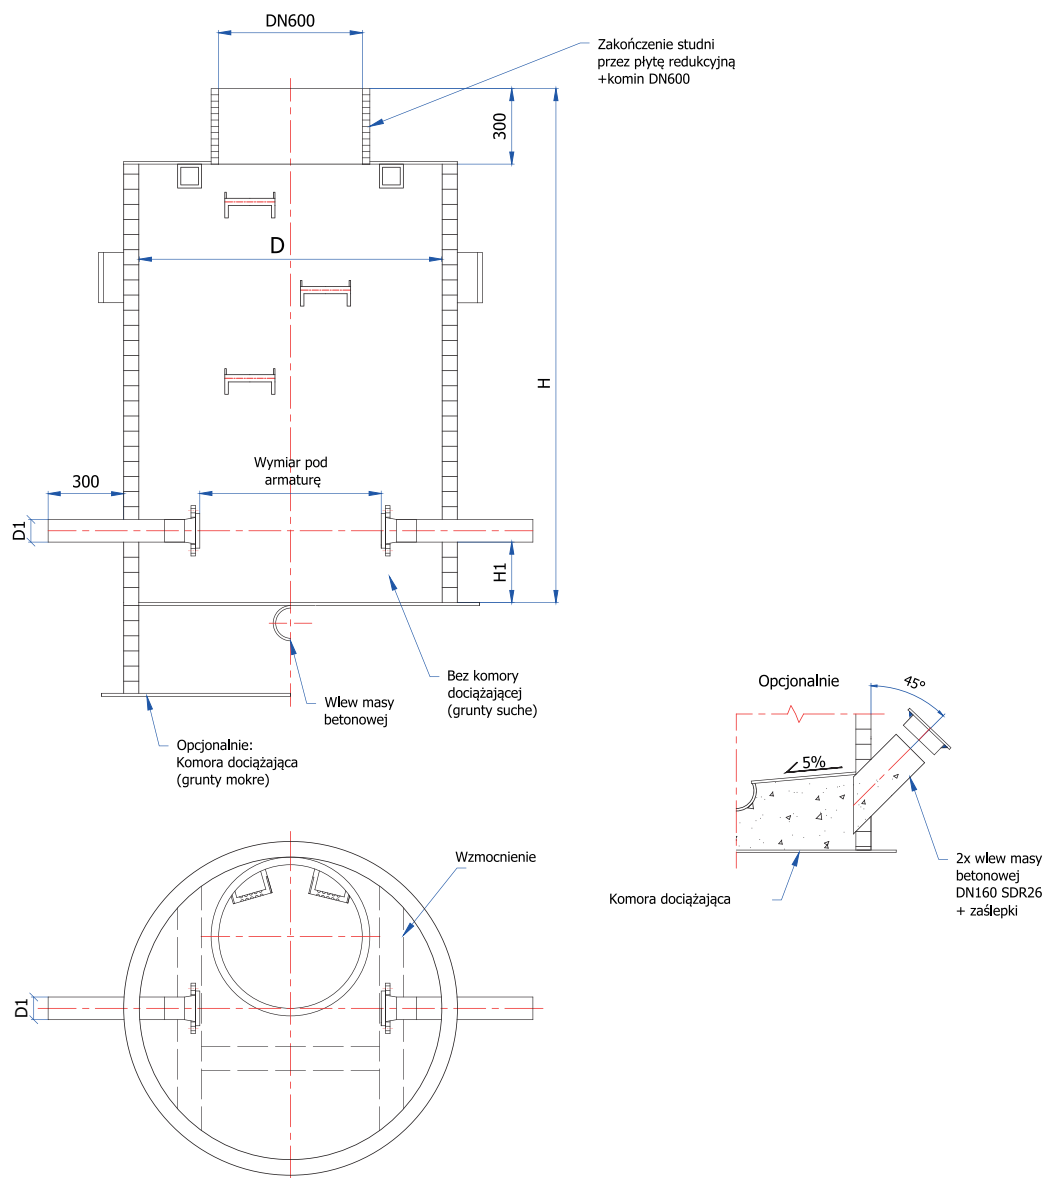 DN600
Zakończenie studni
przez płytę redukcyjną
+komin DN600
300
D
H
Wymiar pod
armaturę
300
D1
H1
Bez komory
dociążającej
(grunty suche)
Wlew masy
betonowej
Opcjonalnie:
Komora dociążająca
(grunty mokre)
Opcjonalnie
45°
5%
Komora dociążająca
2x wlew masy
betonowej
DN160 SDR26
+ zaślepki
Wzmocnienie
D1